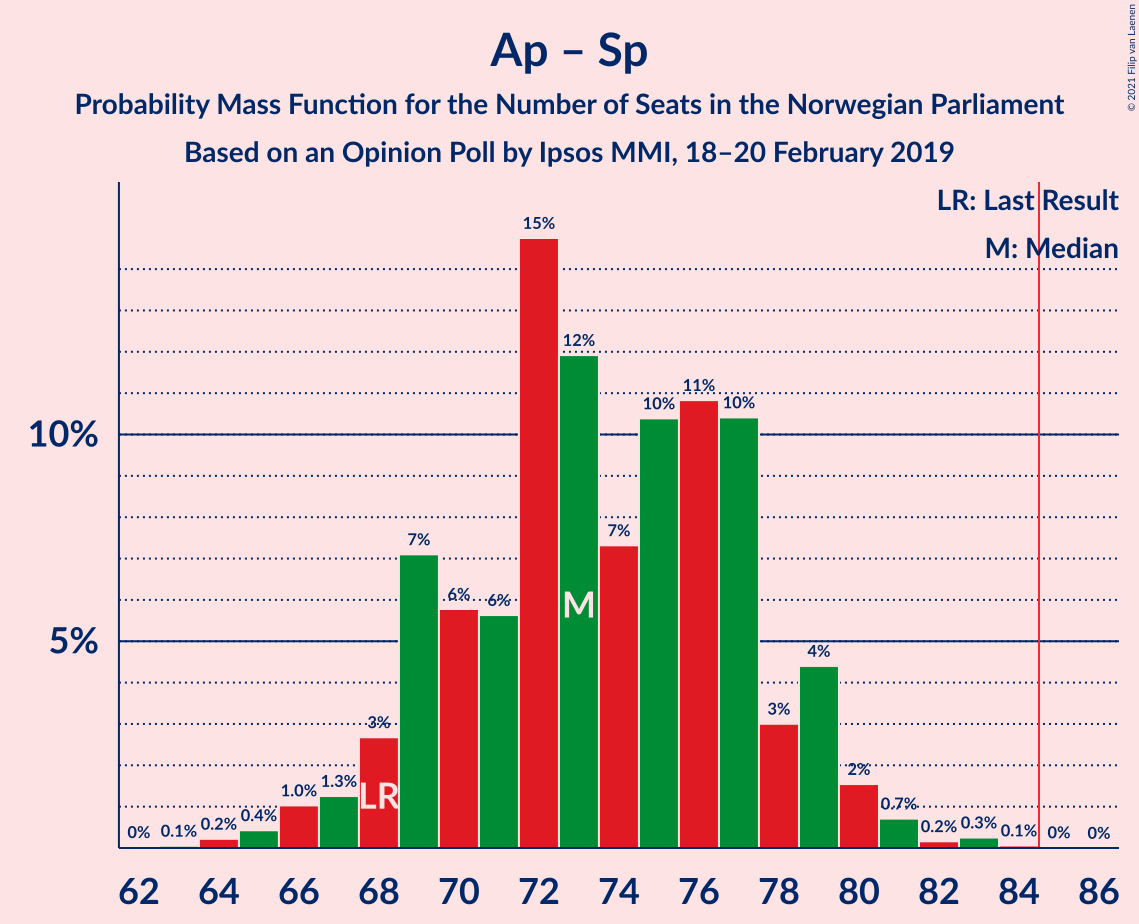 Ap – Sp
Probability Mass Function for the Number of Seats in the Norwegian Parliament
Based on an Opinion Poll by Ipsos MMI, 18–20 February 2019
© 2021 Filip van Laenen
LR: Last Result
M: Median
10%
5%
0% 0.1% 0.2% 0.4% 1.0% 1.3% 3% 7% 6% 6% 15% 12% 7% 10% 11% 10% 3% 4% 2% 0.7% 0.2% 0.3% 0.1% 0% 0%
LR
M
62 64 66 68 70 72 74 76 78 80 82 84 86